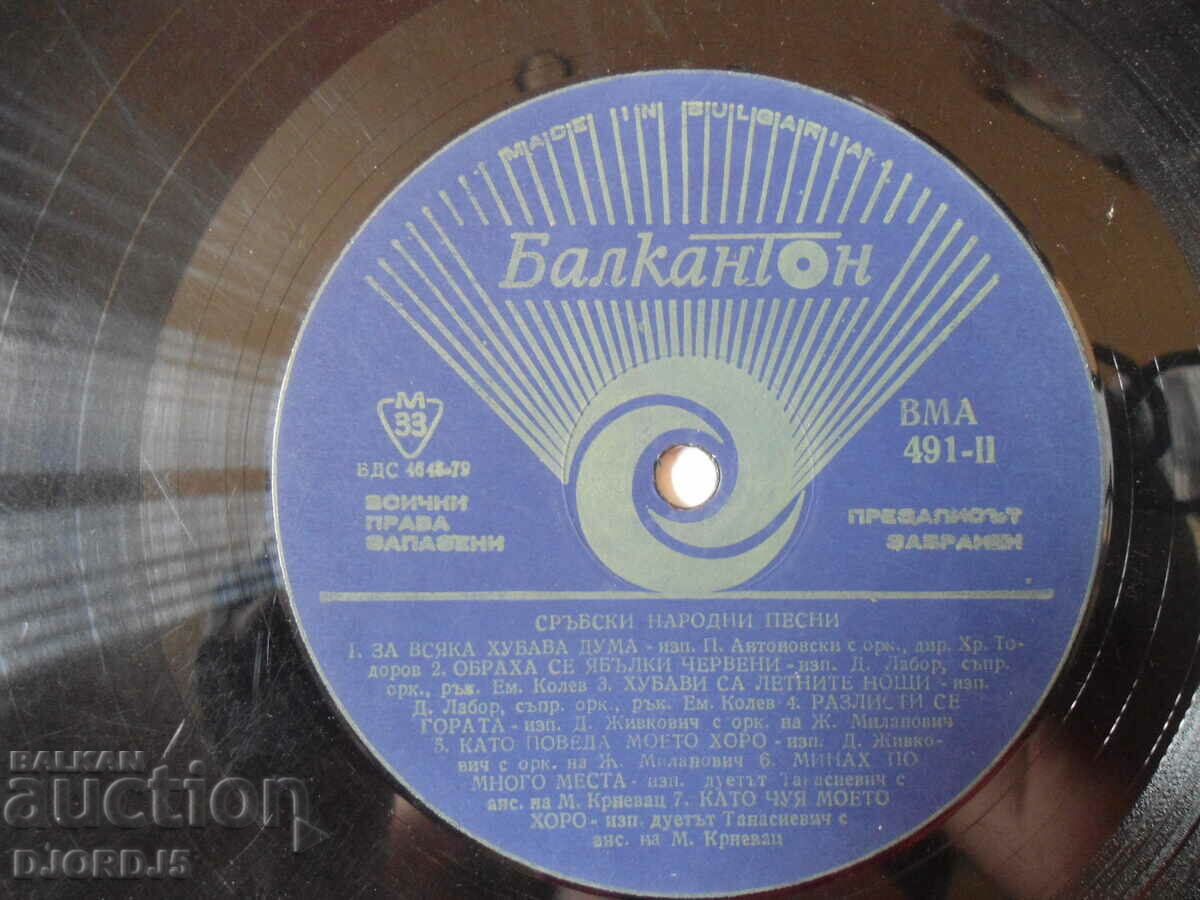 MADE IN BULGARIA
Балкантон
М
33
БДС 4646-79
ВСИЧКИ
ПРАВА
ЗАПАЗЕНИ
ВМА
491-II
ПРЕЗАПИСЪТ
ЗАБРАНЕН
СРЪБСКИ НАРОДНИ ПЕСНИ
1. ЗА ВСЯКА ХУБАВА ДУМА - изп. П. Автоновски с орк., дир. Хр. То-
доров 2. ОБРАХА СЕ ЯБЪЛКИ ЧЕРВЕНИ - изп. Д. Лабор, съпр.
орк., рък. Ем. Колев 3. ХУБАВИ СА ЛЕТНИТЕ НОЩИ - изп.
Д. Лабор, съпр. орк., рък. Ем. Колев 4. РАЗЛИСТИ СЕ
ГОРАТА - изп. Д. Живкович с орк. на Ж. Миланович
5. КАТО ПОВЕДА МОЕТО ХОРО - изп. Д. Живко-
вич с орк. на Ж. Миланович 6. МИНАХ ПО
МНОГО МЕСТА - изп. дуетът Танасиевич с
анс. на М. Крневац 7. КАТО ЧУЯ МОЕТО
ХОРО - изп. дуетът Танасиевич с
анс. на М. Крневац
BALKAN
auction
DJORD_J5